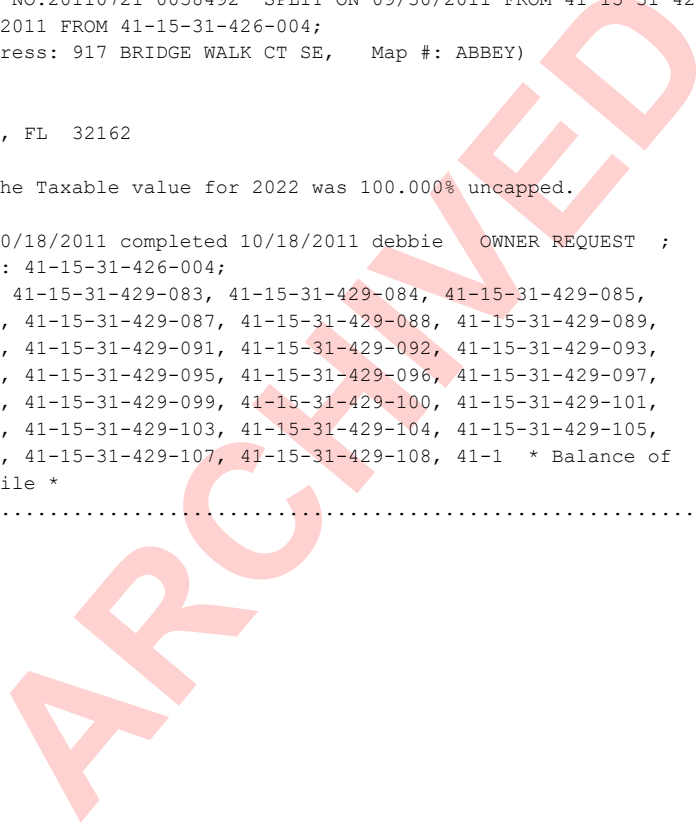 NO.20110721-0058492 SPLIT ON 09/30/2011 FROM 41-15-31-42
2011 FROM 41-15-31-426-004;
ress: 917 BRIDGE WALK CT SE, Map #: ABBEY)
, FL 32162
he Taxable value for 2022 was 100.000% uncapped.
0/18/2011 completed 10/18/2011 debbie OWNER REQUEST ;
: 41-15-31-426-004;
41-15-31-429-083, 41-15-31-429-084, 41-15-31-429-085,
, 41-15-31-429-087, 41-15-31-429-088, 41-15-31-429-089,
, 41-15-31-429-091, 41-15-31-429-092, 41-15-31-429-093,
, 41-15-31-429-095, 41-15-31-429-096, 41-15-31-429-097,
, 41-15-31-429-099, 41-15-31-429-100, 41-15-31-429-101,
, 41-15-31-429-103, 41-15-31-429-104, 41-15-31-429-105,
, 41-15-31-429-107, 41-15-31-429-108, 41-1 * Balance of
ile *
.........................................................
ARCHIVED